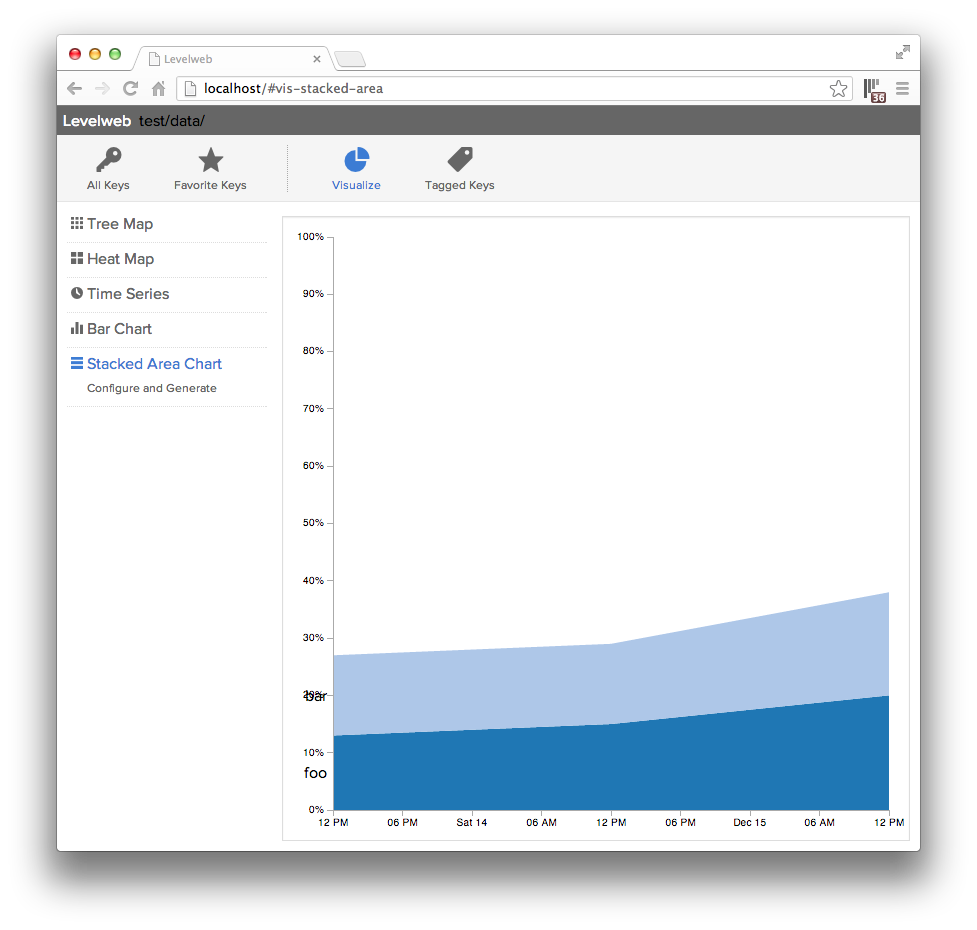 Levelweb
localhost/#vis-stacked-area
36
Levelweb test/data/
All Keys Favorite Keys Visualize Tagged Keys
Tree Map
Heat Map
Time Series
Bar Chart
Stacked Area Chart
Configure and Generate
100%
90%
80%
70%
60%
50%
40%
30%
20%
bar
10%
foo
0%
12 PM 06 PM Sat 14 06 AM 12 PM 06 PM Dec 15 06 AM 12 PM